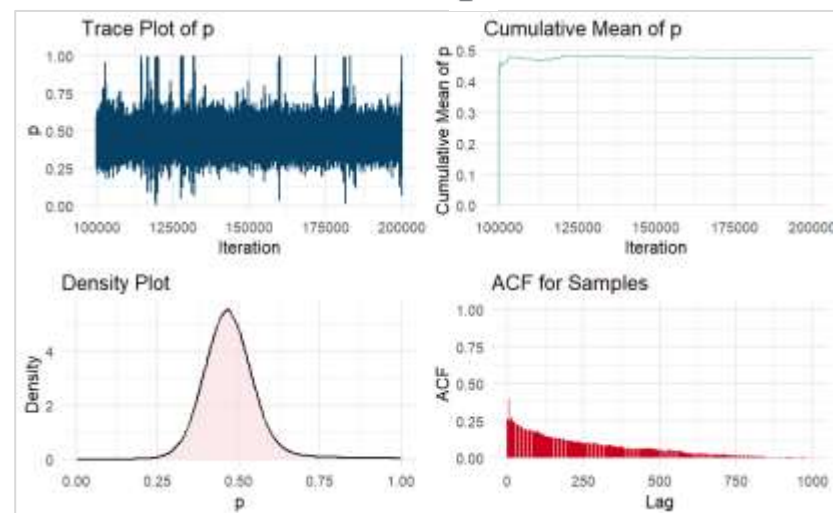 Trace Plot of p
1.00
0.75
0.50
0.25
0.00
p
100000 125000 150000 175000 200000
Iteration
Cumulative Mean of p
0.5
0.4
0.3
0.2
0.1
0.0
Cumulative Mean of p
100000 125000 150000 175000 200000
Iteration
Density Plot
4
2
0
Density
0.00 0.25 0.50 0.75 1.00
p
ACF for Samples
1.00
0.75
0.50
0.25
0.00
ACF
0 250 500 750 1000
Lag